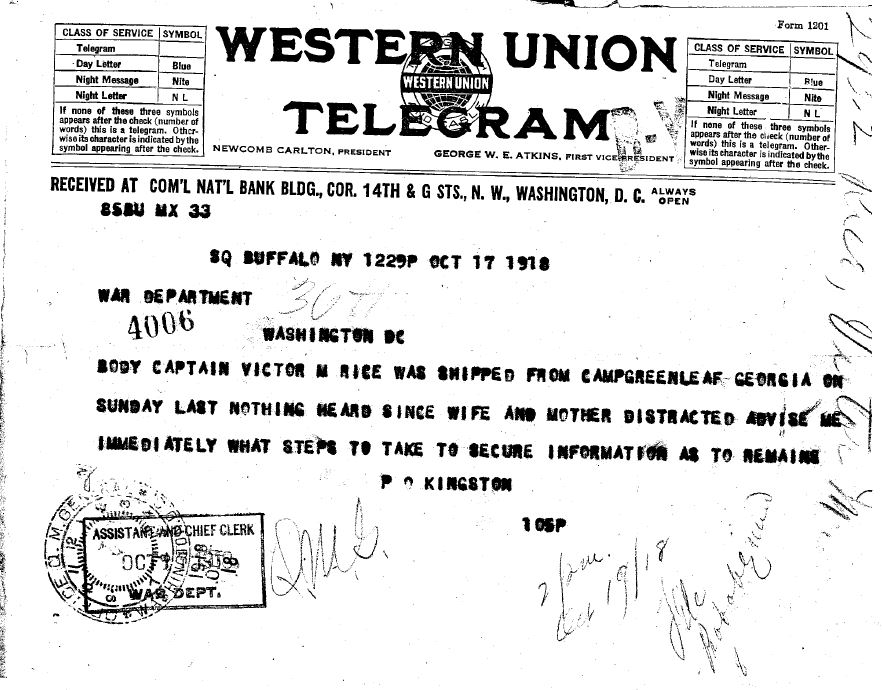 Form 1201
CLASS OF SERVICE SYMBOL
Telegram
Day Letter Blue
Night Message Nite
Night Letter N L
If none of these three symbols
appears after the check (number of
words) this is a telegram. Other-
wise its character is indicated by the
symbol appearing after the check.
WESTERN UNION
WESTERN UNION
TELEGRAM
NEWCOMB CARLTON, PRESIDENT
GEORGE W. E. ATKINS, FIRST VICE-PRESIDENT
CLASS OF SERVICE SYMBOL
Telegram
Day Letter Blue
Night Message Nite
Night Letter N L
If none of these three symbols
appears after the check (number of
words) this is a telegram. Other-
wise its character is indicated by the
symbol appearing after the check.
RECEIVED AT COM'L NAT'L BANK BLDG., COR. 14TH & G STS., N. W., WASHINGTON, D. C. ALWAYS OPEN
85BU MX 33
SQ BUFFALO NY 1229P OCT 17 1918
WAR DEPARTMENT
4006
WASHINGTON DC
BODY CAPTAIN VICTOR M RICE WAS SHIPPED FROM CAMPGREENLEAF GEORGIA ON
SUNDAY LAST NOTHING HEARD SINCE WIFE AND MOTHER DISTRACTED ADVISE ME
IMMEDIATELY WHAT STEPS TO TAKE TO SECURE INFORMATION AS TO REMAINS
P O KINGSTON
105P
ASSISTANT AND CHIEF CLERK
OCT
WAR DEPT.
Oct 19/18
File